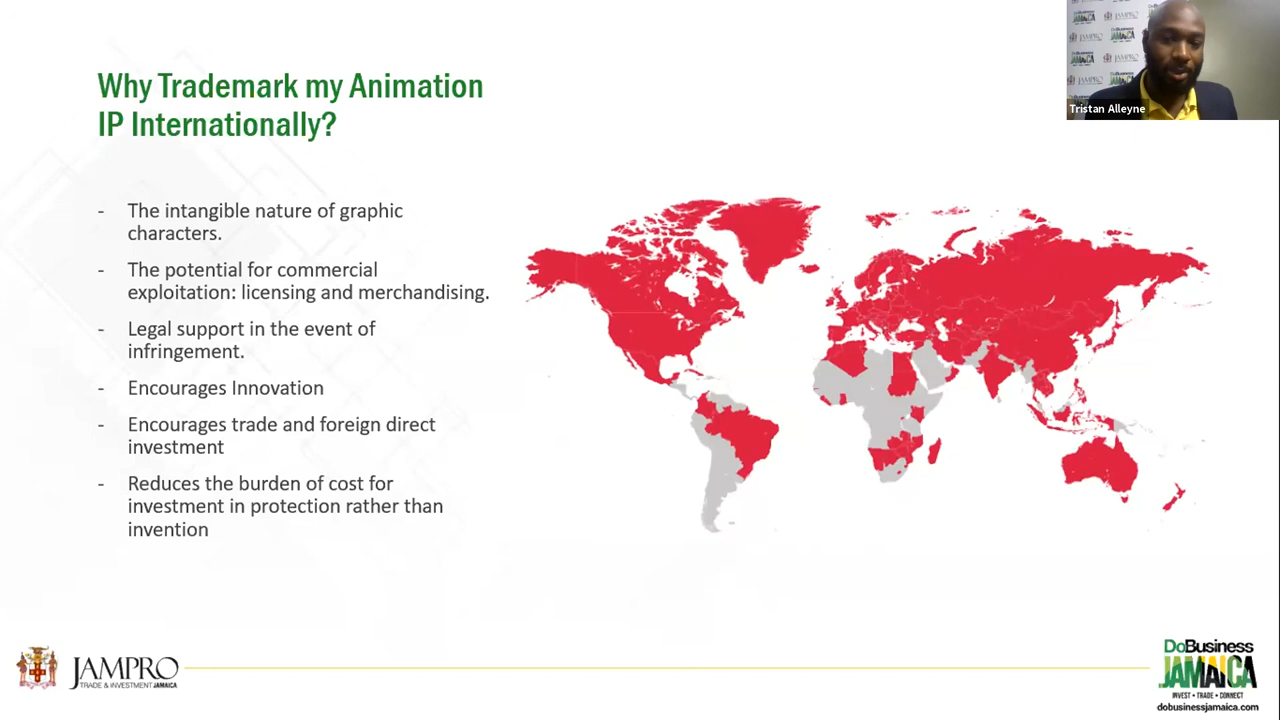 Why Trademark my Animation
IP Internationally?
- The intangible nature of graphic
characters.
- The potential for commercial
exploitation: licensing and merchandising.
- Legal support in the event of
infringement.
- Encourages Innovation
- Encourages trade and foreign direct
investment
- Reduces the burden of cost for
investment in protection rather than
invention
DoBusiness
JAMAICA
JAMPRO
Tristan Alleyne
JAMPRO
TRADE & INVESTMENT JAMAICA
DoBusiness
JAMAICA
INVEST • TRADE • CONNECT
dobusinessjamaica.com